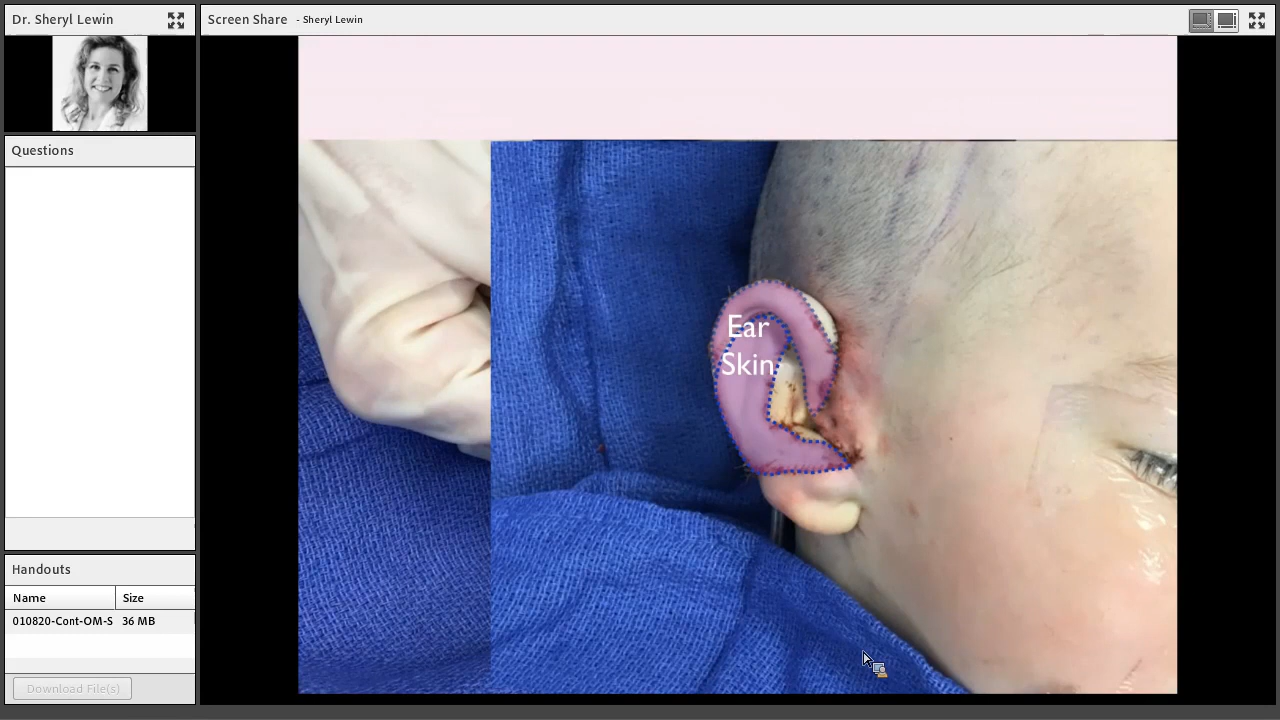 Dr. Sheryl Lewin
Screen Share - Sheryl Lewin
Questions
Ear
Skin
Handouts
Name Size
010820-Cont-OM-S 36 MB
Download File(s)